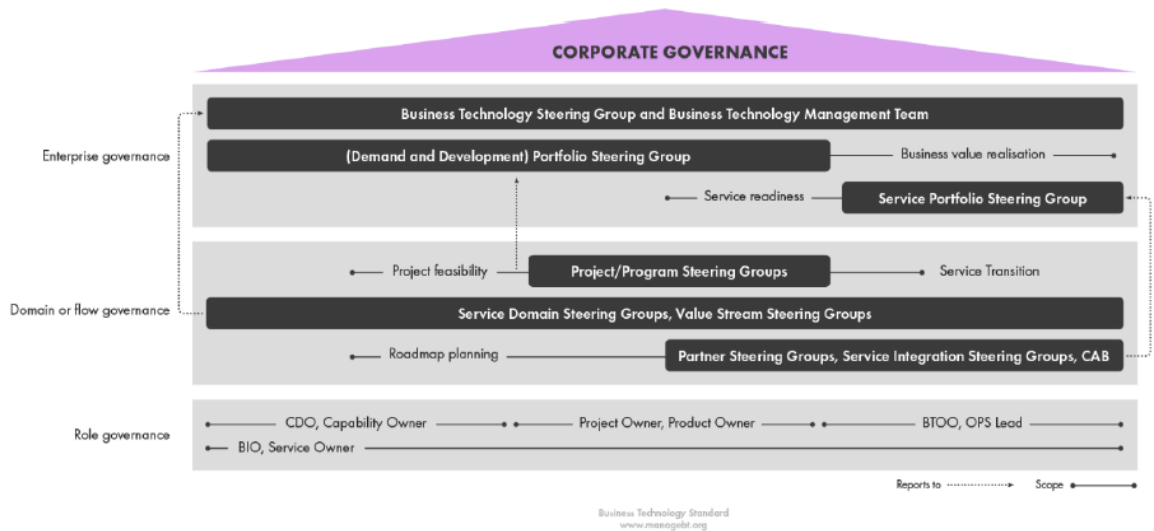 CORPORATE GOVERNANCE
Enterprise governance
Business Technology Steering Group and Business Technology Management Team
(Demand and Development) Portfolio Steering Group
Business value realisation
Service readiness
Service Portfolio Steering Group
Domain or flow governance
Project feasibility
Project/Program Steering Groups
Service Transition
Service Domain Steering Groups, Value Stream Steering Groups
Roadmap planning
Partner Steering Groups, Service Integration Steering Groups, CAB
Role governance
CDO, Capability Owner
Project Owner, Product Owner
BTOO, OPS Lead
BIO, Service Owner
Reports to
Scope
Business Technology Standard
www.managebt.org